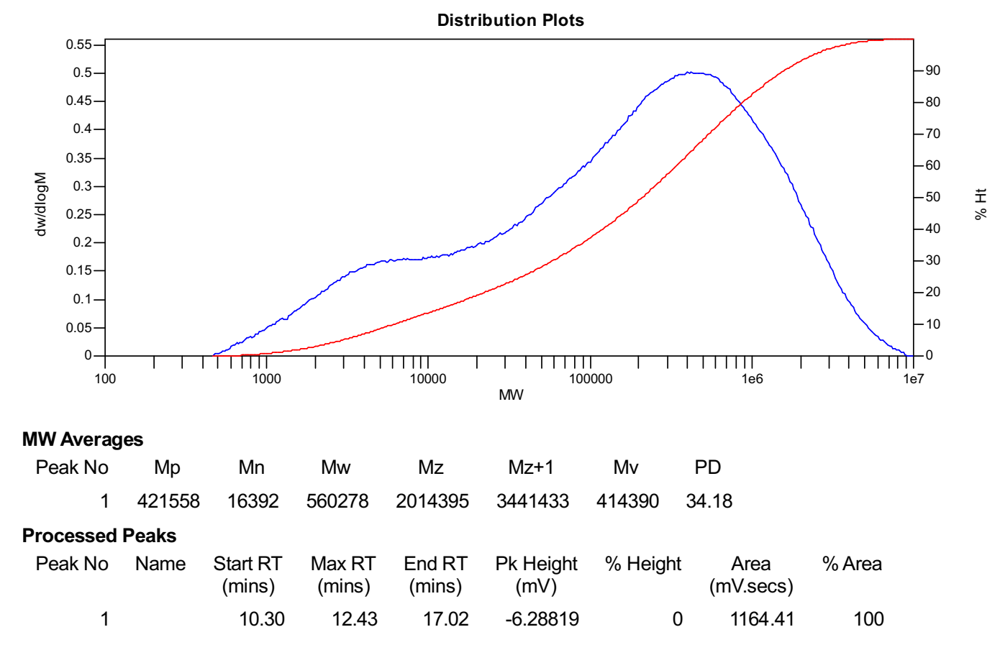 Distribution Plots
0.55
0.5
0.45
0.4
0.35
0.3
0.25
0.2
0.15
0.1
0.05
0
dw/dlogM
90
80
70
60
50
40
30
20
10
0
% Ht
100 1000 10000 100000 1e6 1e7
MW
MW Averages
Peak No Mp Mn Mw Mz Mz+1 Mv PD
1 421558 16392 560278 2014395 3441433 414390 34.18
Processed Peaks
Peak No Name Start RT Max RT End RT Pk Height % Height Area % Area
(mins) (mins) (mins) (mV) (mV.secs)
1 10.30 12.43 17.02 -6.28819 0 1164.41 100